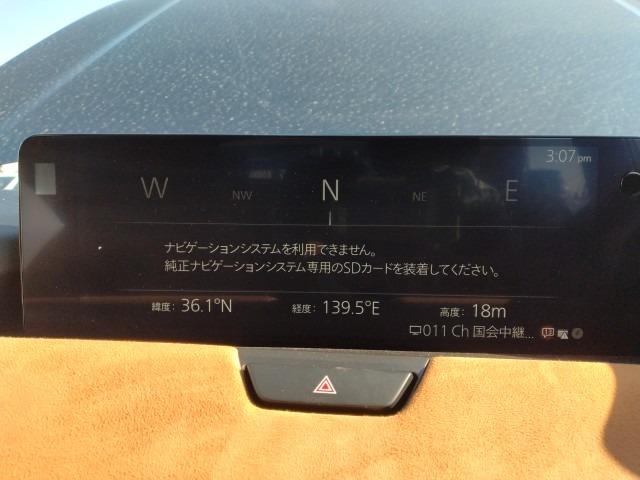 3:07 pm
W NW N NE E
ナビゲーションシステムを利用できません。
純正ナビゲーションシステム専用のSDカードを装着してください。
緯度: 36.1°N 経度: 139.5°E 高度: 18m
011 Ch 国会中継...